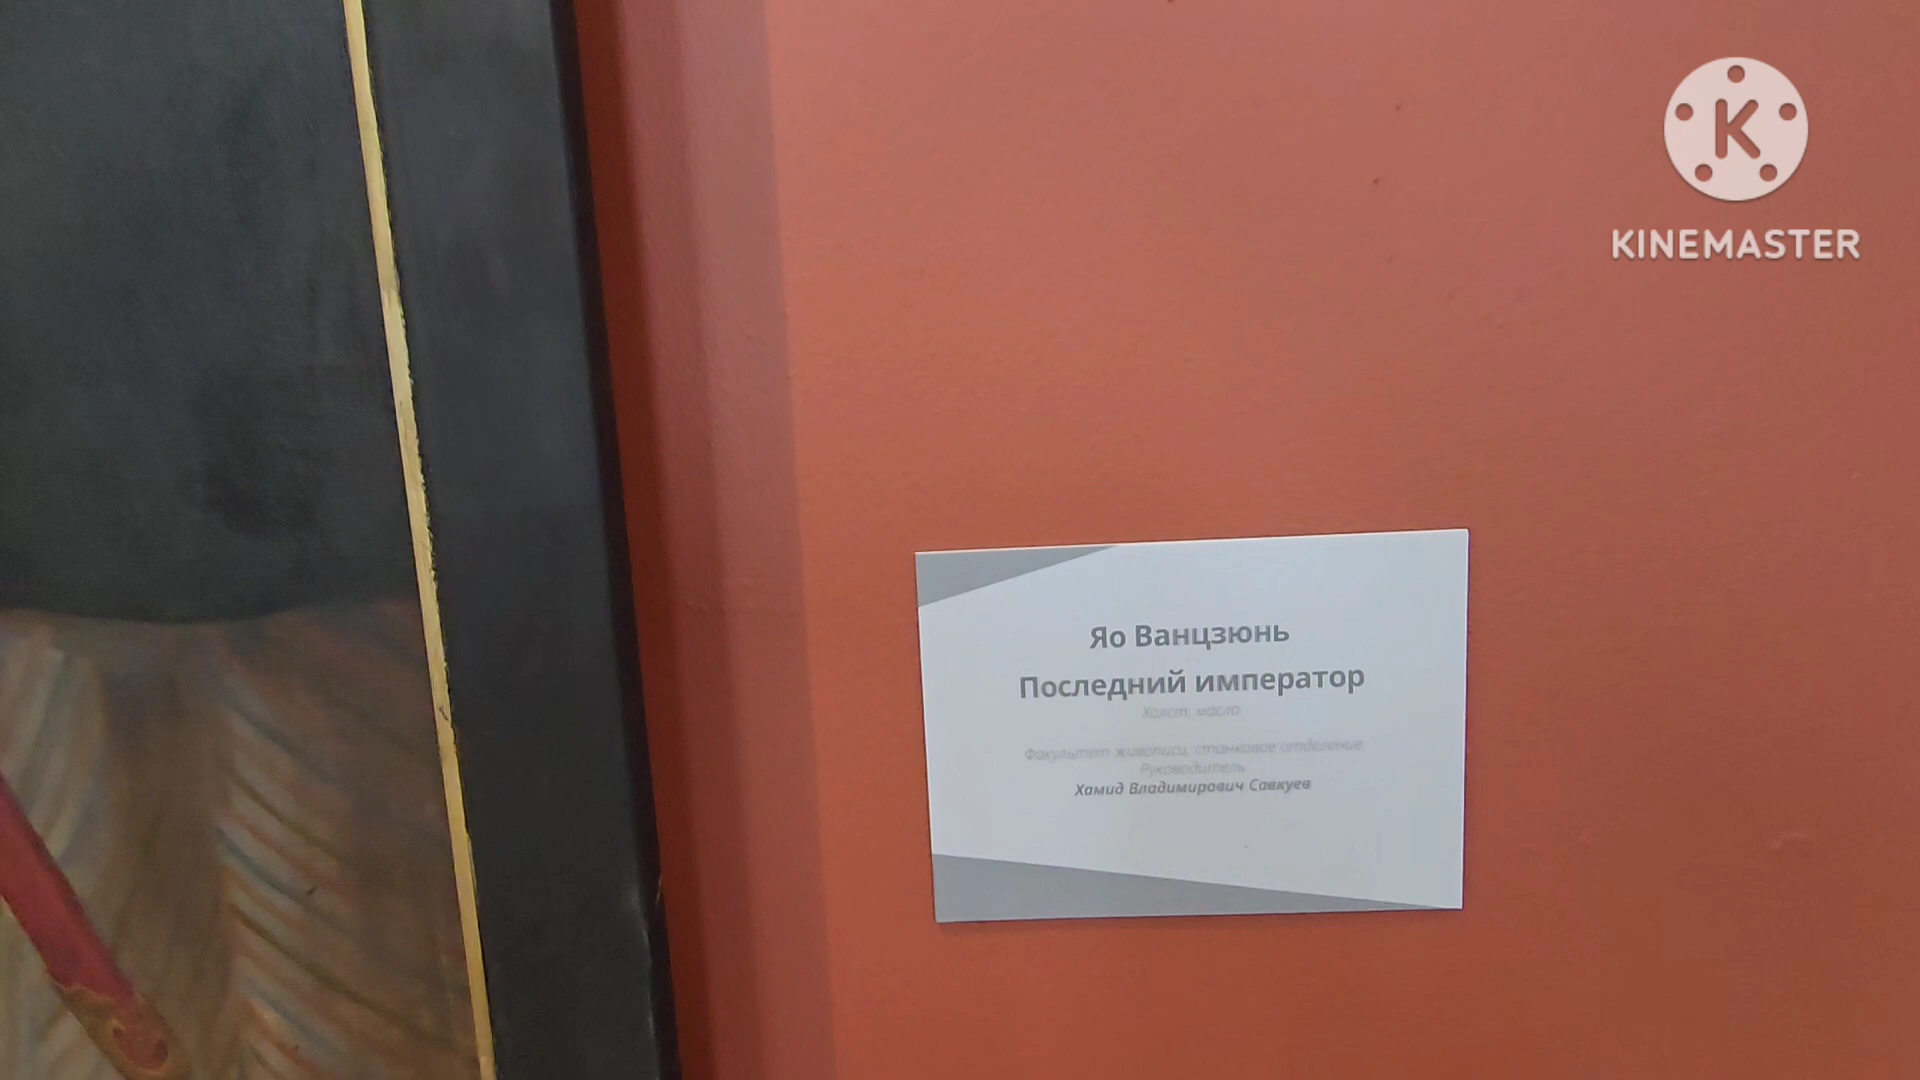 K
KINEMASTER
Яо Ванцзюнь
Последний император
Холст, масло
Факультет живописи, станковое отделение
Руководитель
Хамид Владимирович Савкуев